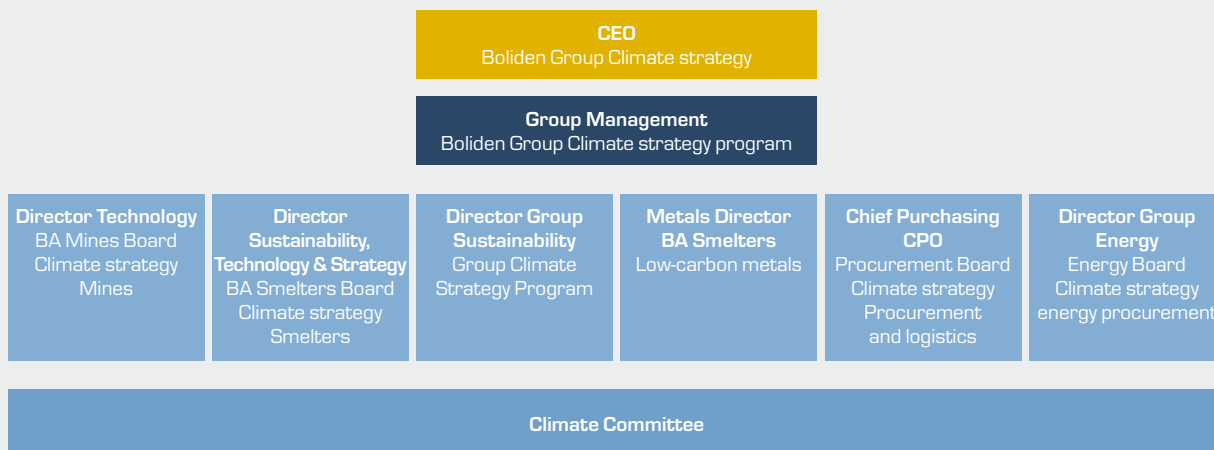 CEO
Boliden Group Climate strategy
Group Management
Boliden Group Climate strategy program
Director Technology
BA Mines Board
Climate strategy
Mines
Director
Sustainability,
Technology & Strategy
BA Smelters Board
Climate strategy
Smelters
Director Group
Sustainability
Group Climate
Strategy Program
Metals Director
BA Smelters
Low-carbon metals
Chief Purchasing
CPO
Procurement Board
Climate strategy
Procurement
and logistics
Director Group
Energy
Energy Board
Climate strategy
energy procurement
Climate Committee